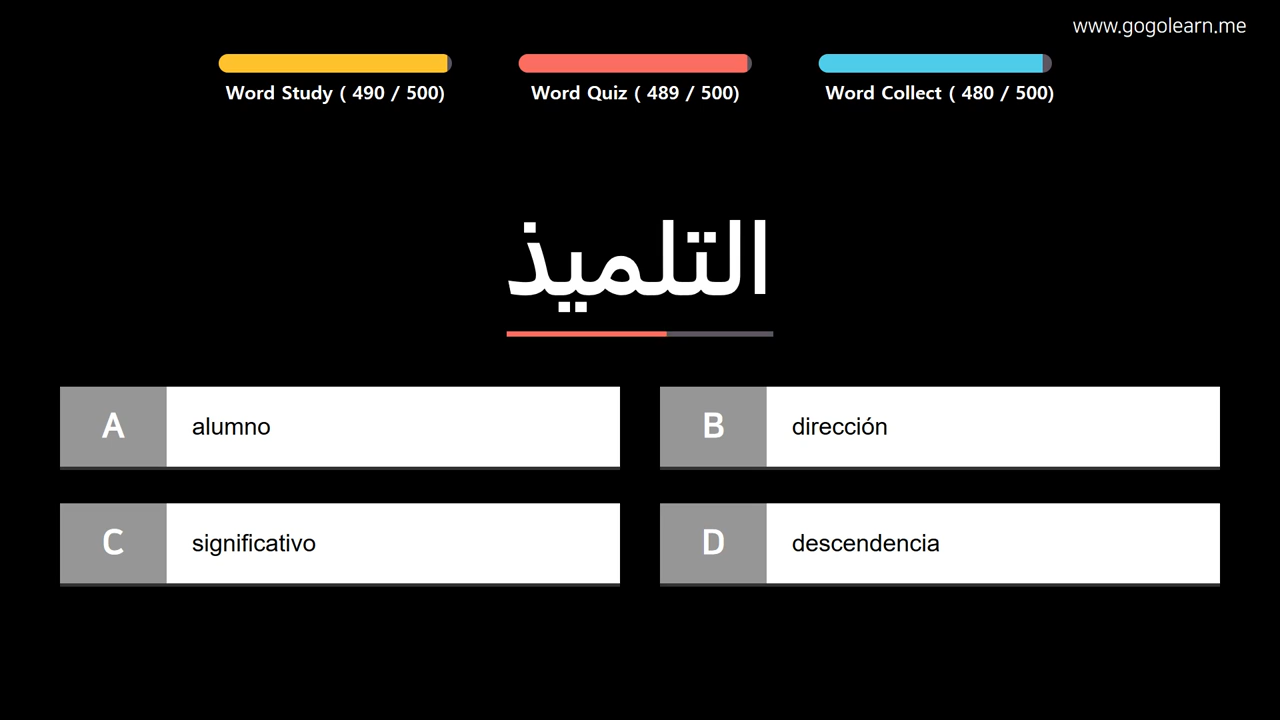 www.gogolearn.me
Word Study ( 490 / 500)
Word Quiz ( 489 / 500)
Word Collect ( 480 / 500)
التلميذ
A
alumno
B
dirección
C
significativo
D
descendencia